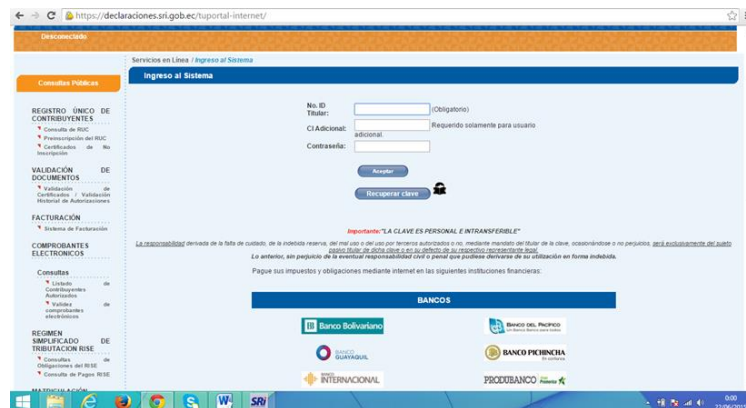 https://declaraciones.sri.gob.ec/tuportal-internet/
Desconectado
Servicios en Línea / Ingreso al Sistema
Ingreso al Sistema
Consultas Públicas
REGISTRO ÚNICO DE
CONTRIBUYENTES
Consulta de RUC
Preinscripción del RUC
Certificados de No
Inscripción
VALIDACIÓN DE
DOCUMENTOS
Validación de
Certificados / Validación
Historial de Autorizaciones
FACTURACIÓN
Sistema de Facturación
COMPROBANTES
ELECTRONICOS
Consultas
Listado de
Contribuyentes
Autorizados
Validez de
comprobantes
electrónicos
REGIMEN
SIMPLIFICADO DE
TRIBUTACION RISE
Consultas de
Obligaciones del RISE
Consulta de Pagos RISE
MATRICULACIÓN
No. ID
Titular:
(Obligatorio)
CI Adicional:
Requerido solamente para usuario
adicional.
Contraseña:
Aceptar
Recuperar clave
Importante:"LA CLAVE ES PERSONAL E INTRANSFERIBLE"
La responsabilidad derivada de la falta de cuidado, de la indebida reserva, del mal uso o del uso por terceros autorizados o no, mediante mandato del titular de la clave, ocasionándose o no perjuicios, será exclusivamente del sujeto
pasivo titular de dicha clave o en su defecto de su respectivo representante legal.
Lo anterior, sin perjuicio de la eventual responsabilidad civil o penal que pudiese derivarse de su utilización en forma indebida.
Pague sus impuestos y obligaciones mediante internet en las siguientes instituciones financieras:
BANCOS
Banco Bolivariano
BANCO DEL PACIFICO
BANCO
GUAYAQUIL
BANCO PICHINCHA
BANCO
INTERNACIONAL
PRODUBANCO
SRi
0:00